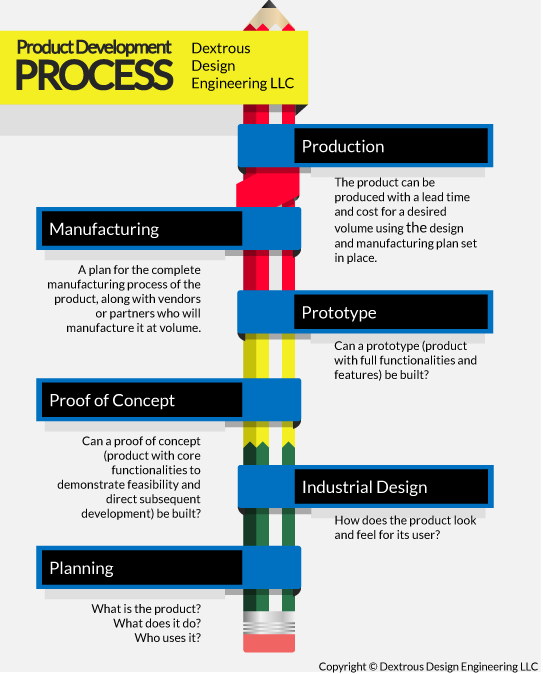 Product Development
PROCESS
Dextrous
Design
Engineering LLC
Production
The product can be
produced with a lead time
and cost for a desired
volume using the design
and manufacturing plan set
in place.
Manufacturing
A plan for the complete
manufacturing process of the
product, along with vendors
or partners who will
manufacture it at volume.
Prototype
Can a prototype (product
with full functionalities and
features) be built?
Proof of Concept
Can a proof of concept
(product with core
functionalities to
demonstrate feasibility and
direct subsequent
development) be built?
Industrial Design
How does the product look
and feel for its user?
Planning
What is the product?
What does it do?
Who uses it?
Copyright © Dextrous Design Engineering LLC